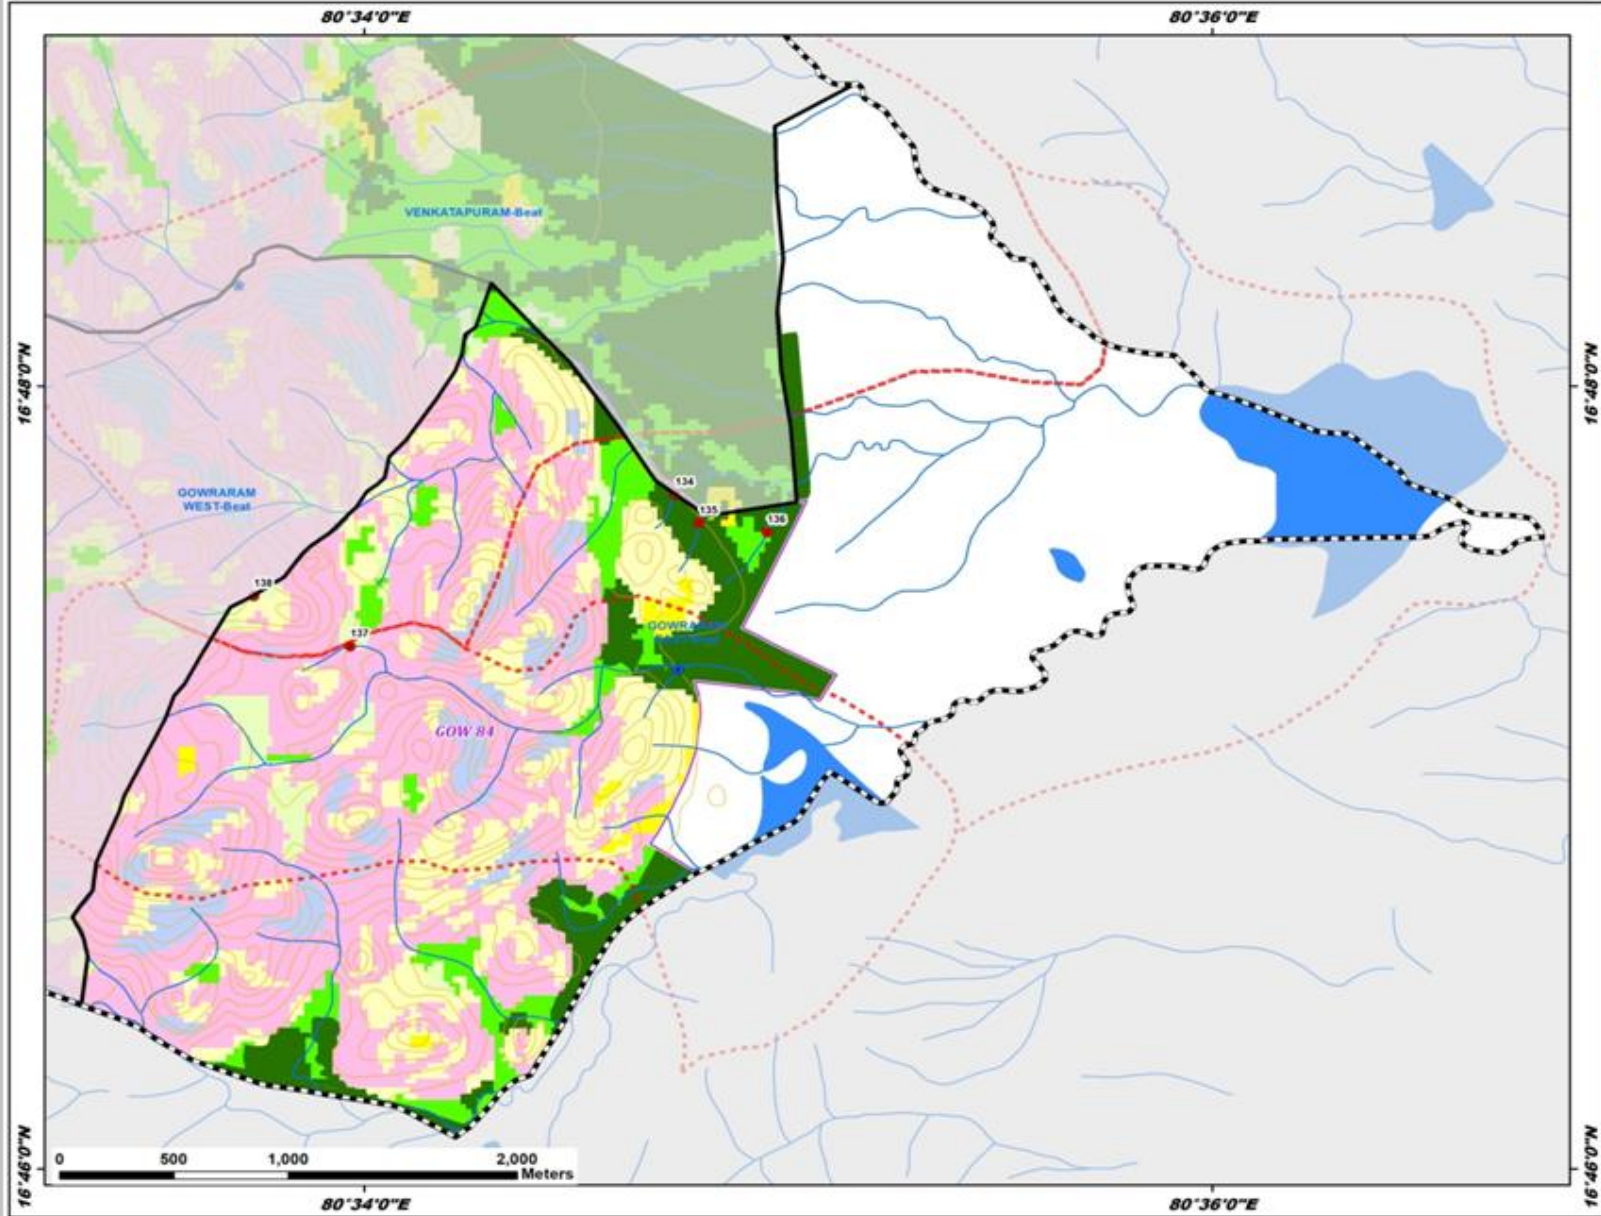 80°34'0"E
80°36'0"E
VENKATAPURAM-Beat
16°48'0"N
16°48'0"N
134
GOWRARAM
WEST-Beat
135
136
138
GOWRA
137
GOW 84
16°46'0"N
16°46'0"N
0 500 1,000 2,000
Meters
80°34'0"E
80°36'0"E